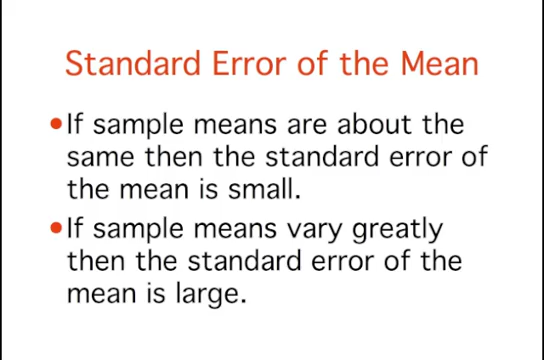 Standard Error of the Mean
•If sample means are about the
same then the standard error of
the mean is small.
•If sample means vary greatly
then the standard error of the
mean is large.